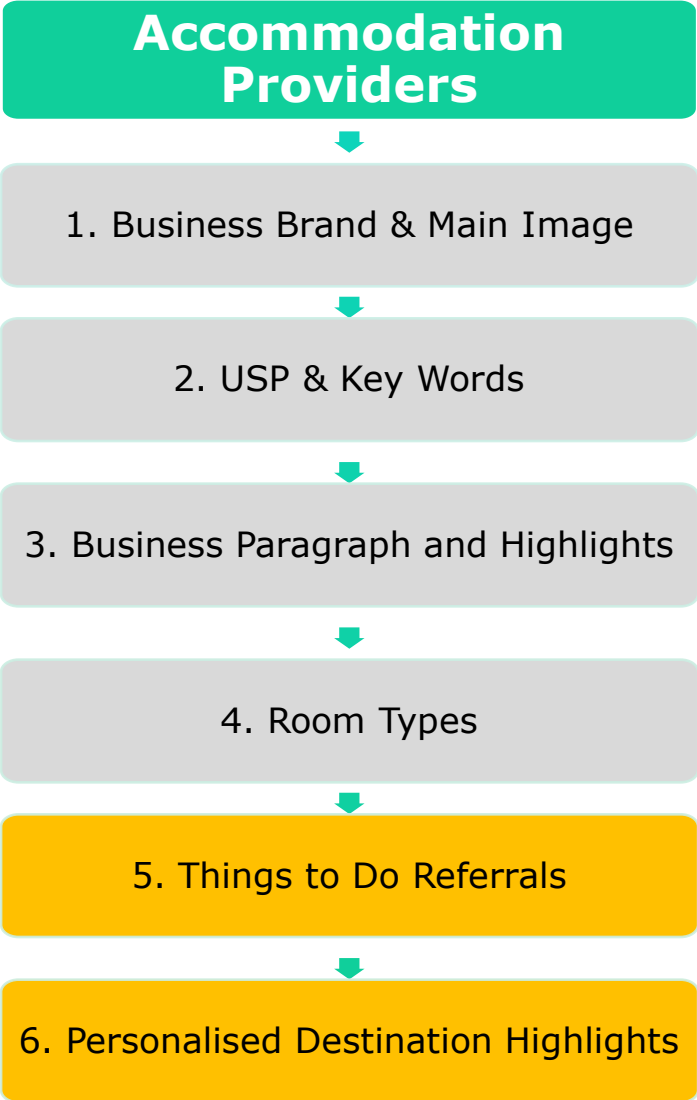 Accommodation
Providers
1. Business Brand & Main Image
2. USP & Key Words
3. Business Paragraph and Highlights
4. Room Types
5. Things to Do Referrals
6. Personalised Destination Highlights